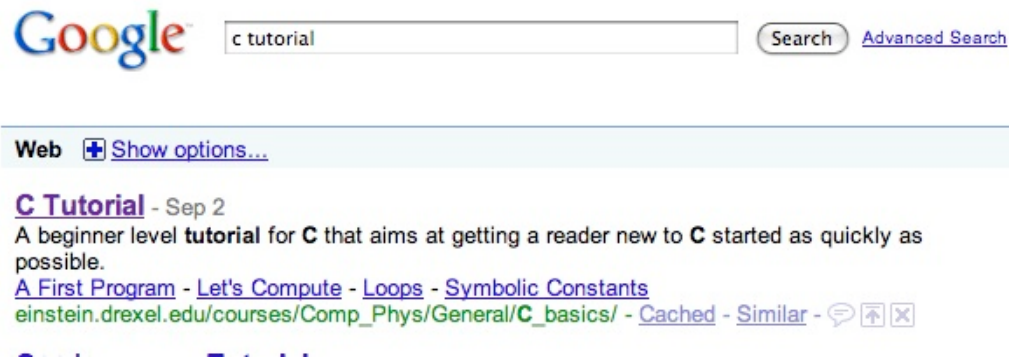 Google
c tutorial Search Advanced Search
Web Show options...
C Tutorial - Sep 2
A beginner level tutorial for C that aims at getting a reader new to C started as quickly as
possible.
A First Program - Let's Compute - Loops - Symbolic Constants
einstein.drexel.edu/courses/Comp_Phys/General/C_basics/ - Cached - Similar -